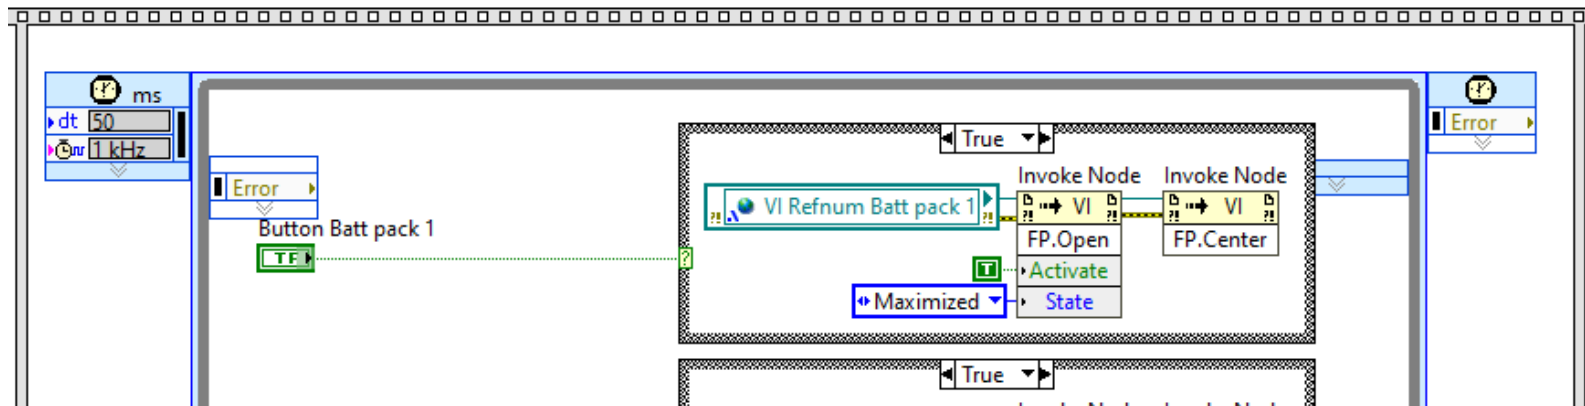 ms
dt 50
1 kHz
Error
Error
True
Button Batt pack 1
TF
?
Invoke Node Invoke Node
?! VI Refnum Batt pack 1 ?!
?! VI ?! ?! VI
FP.Open FP.Center
T Activate
Maximized State
True